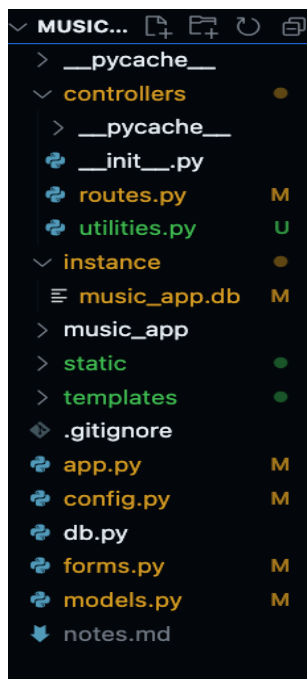 MUSIC...
__pycache__
controllers
__pycache__
__init__.py
routes.py M
utilities.py U
instance
music_app.db M
music_app
static
templates
.gitignore
app.py M
config.py M
db.py
forms.py M
models.py M
notes.md